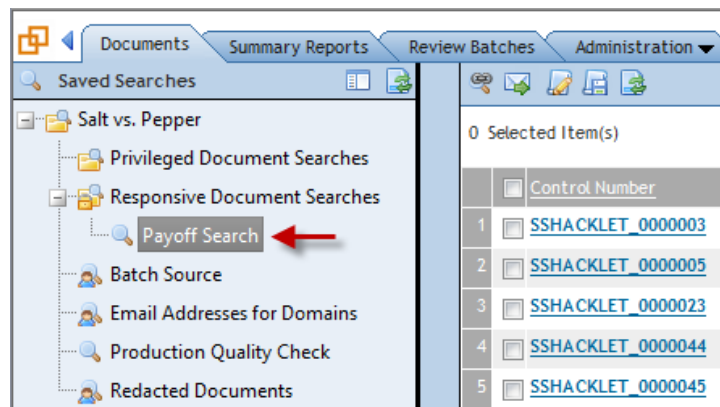 Documents Summary Reports Review Batches Administration
Saved Searches
Salt vs. Pepper
Privileged Document Searches
Responsive Document Searches
Payoff Search
Batch Source
Email Addresses for Domains
Production Quality Check
Redacted Documents
0 Selected Item(s)
Control Number
1 SSHACKLET_0000003
2 SSHACKLET_0000005
3 SSHACKLET_0000023
4 SSHACKLET_0000044
5 SSHACKLET_0000045